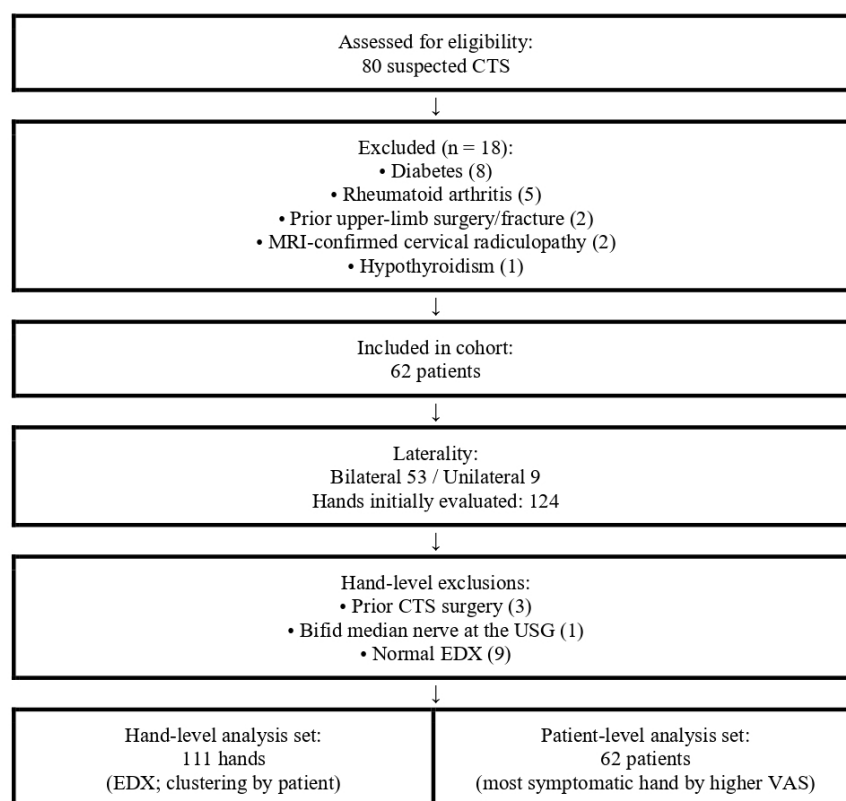 Assessed for eligibility:
80 suspected CTS
↓
Excluded (n = 18):
• Diabetes (8)
• Rheumatoid arthritis (5)
• Prior upper-limb surgery/fracture (2)
• MRI-confirmed cervical radiculopathy (2)
• Hypothyroidism (1)
↓
Included in cohort:
62 patients
↓
Laterality:
Bilateral 53 / Unilateral 9
Hands initially evaluated: 124
↓
Hand-level exclusions:
• Prior CTS surgery (3)
• Bifid median nerve at the USG (1)
• Normal EDX (9)
↓
Hand-level analysis set:
111 hands
(EDX; clustering by patient)
Patient-level analysis set:
62 patients
(most symptomatic hand by higher VAS)